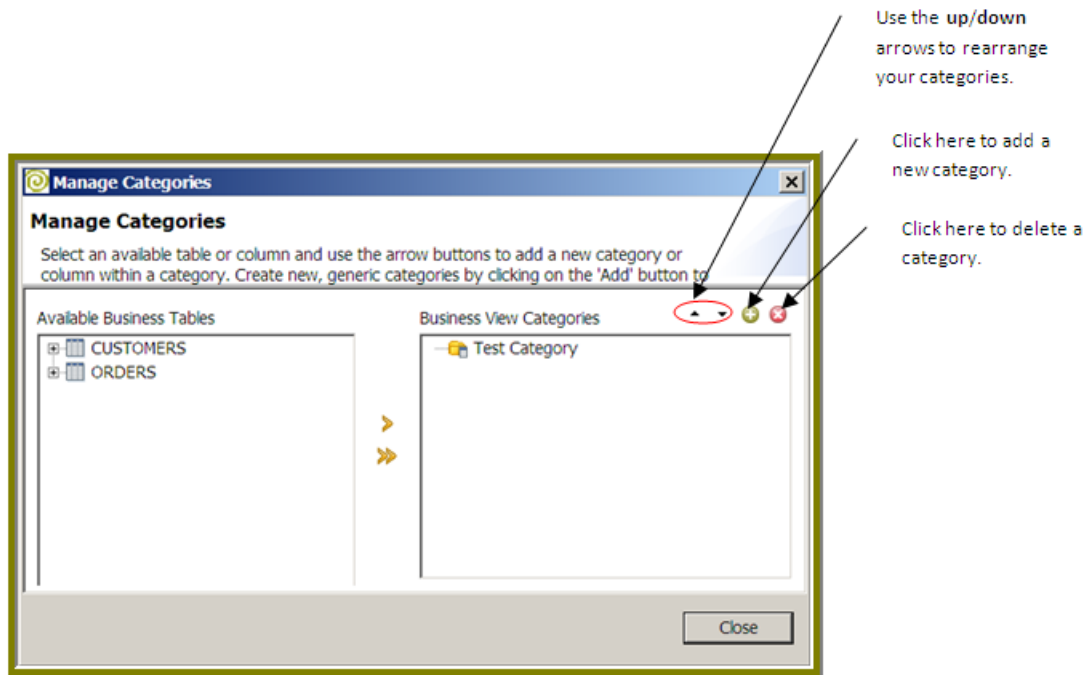 Use the up/down
arrows to rearrange
your categories.
Click here to add a
new category.
Click here to delete a
category.
Manage Categories
Manage Categories
Select an available table or column and use the arrow buttons to add a new category or
column within a category. Create new, generic categories by clicking on the 'Add' button to
Available Business Tables
CUSTOMERS
ORDERS
Business View Categories
Test Category
Close